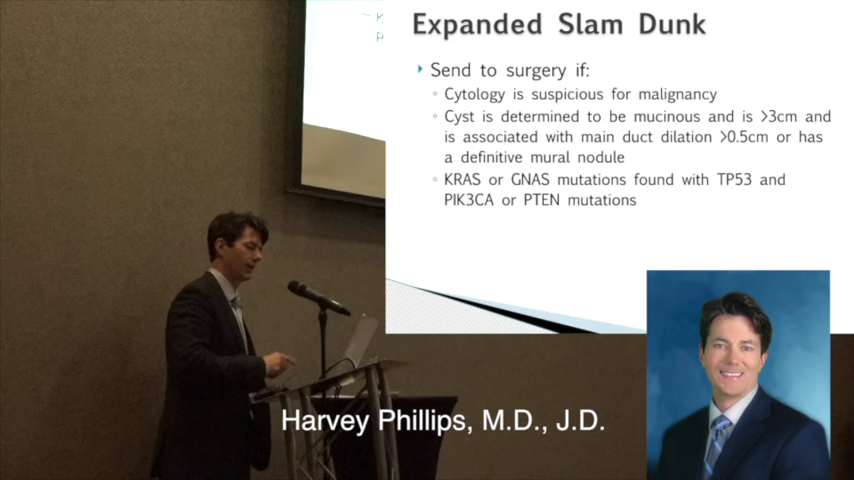 K
P
Expanded Slam Dunk
Send to surgery if:
Cytology is suspicious for malignancy
Cyst is determined to be mucinous and is >3cm and
is associated with main duct dilation >0.5cm or has
a definitive mural nodule
KRAS or GNAS mutations found with TP53 and
PIK3CA or PTEN mutations
Harvey Phillips, M.D., J.D.